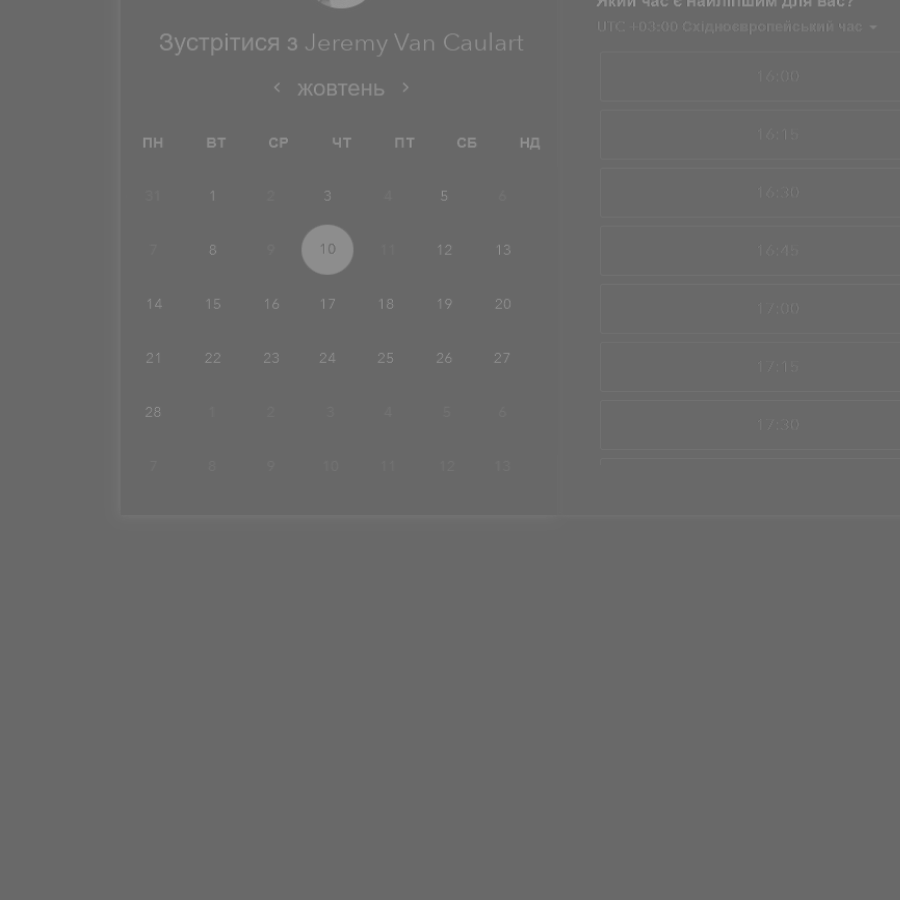 Зустрітися з Jeremy Van Caulart
жовтень
ПН ВТ СР ЧТ ПТ СБ НД
31 1 2 3 4 5 6
7 8 9 10 11 12 13
14 15 16 17 18 19 20
21 22 23 24 25 26 27
28 1 2 3 4 5 6
7 8 9 10 11 12 13
Який час є найліпшим для вас?
UTC +03:00 Східноєвропейський час
16:00
16:15
16:30
16:45
17:00
17:15
17:30